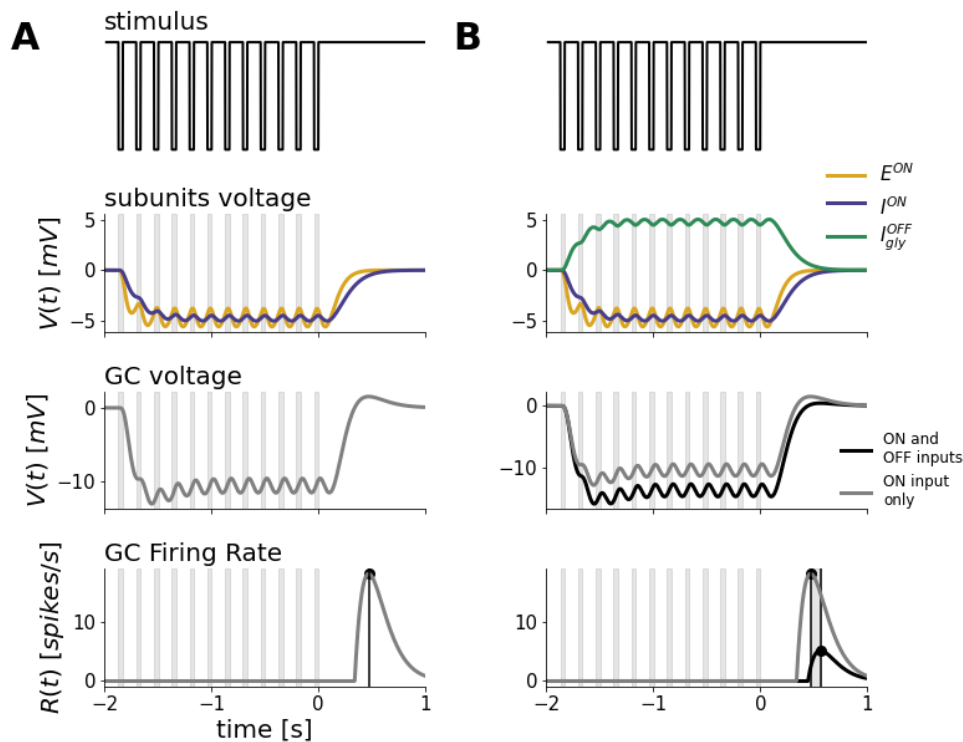 A
B
stimulus
subunits voltage
V(t) [mV]
5
0
−5
5
0
−5
E^{ON}
I^{ON}
I_{gly}^{OFF}
GC voltage
V(t) [mV]
0
−10
0
−10
ON and
OFF inputs
ON input
only
GC Firing Rate
R(t) [spikes/s]
10
0
−2
−1
0
1
time [s]
10
0
−2
−1
0
1